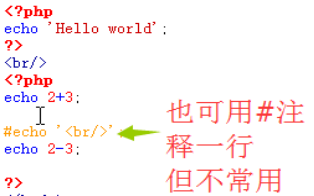 <?php
echo 'Hello world';
?>
<br/>
<?php
echo 2+3;
#echo '<br/>';
echo 2-3;
?>
也可用#注
释一行
但不常用